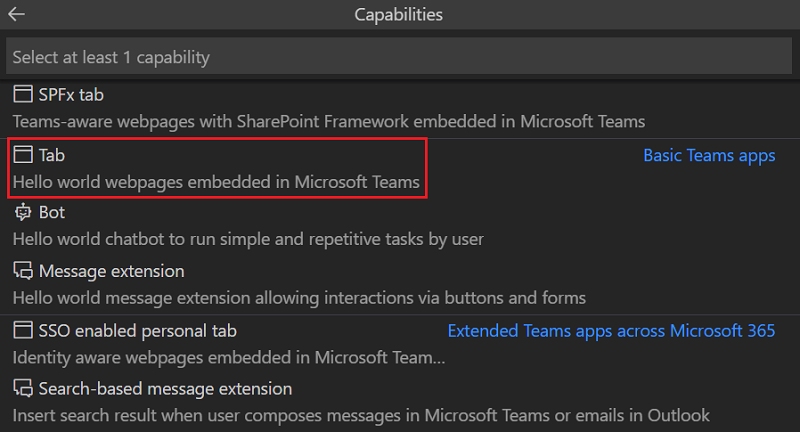 Capabilities
Select at least 1 capability
SPFx tab
Teams-aware webpages with SharePoint Framework embedded in Microsoft Teams
Tab Basic Teams apps
Hello world webpages embedded in Microsoft Teams
Bot
Hello world chatbot to run simple and repetitive tasks by user
Message extension
Hello world message extension allowing interactions via buttons and forms
SSO enabled personal tab Extended Teams apps across Microsoft 365
Identity aware webpages embedded in Microsoft Team...
Search-based message extension
Insert search result when user composes messages in Microsoft Teams or emails in Outlook